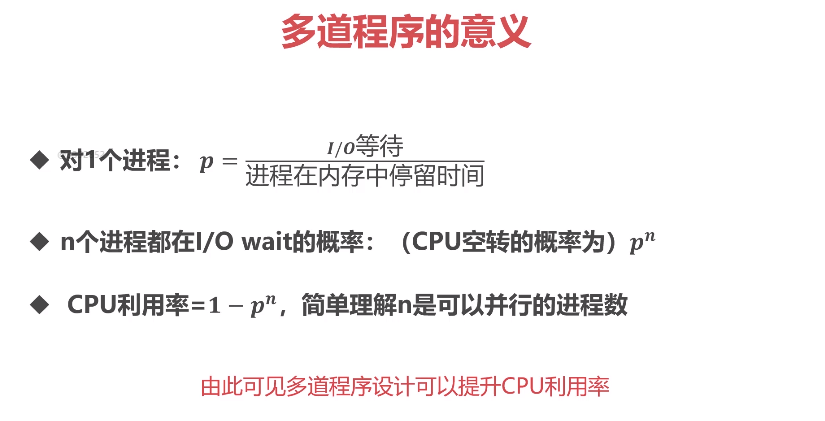 多道程序的意义
◆ 对1个进程： p = I/O等待 / 进程在内存中停留时间
◆ n个进程都在I/O wait的概率：（CPU空转的概率为）pⁿ
◆ CPU利用率=1 − pⁿ，简单理解n是可以并行的进程数
由此可见多道程序设计可以提升CPU利用率